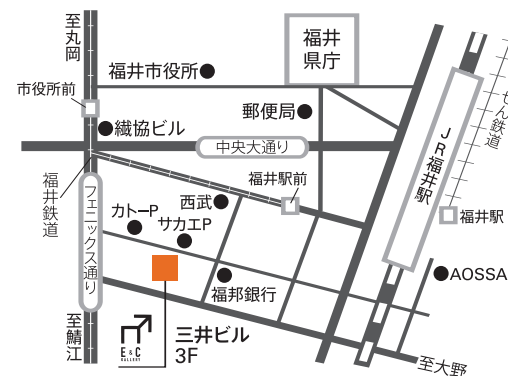 至丸岡
福井市役所
福井
県庁
市役所前
郵便局
繊協ビル
中央大通り
せん鉄道
JR福井駅
福井駅前
福井鉄道
フェニックス通り
カトーP
西武
サカエP
福井駅
AOSSA
福邦銀行
E&C
GALLERY
三井ビル
3F
至鯖江
至大野